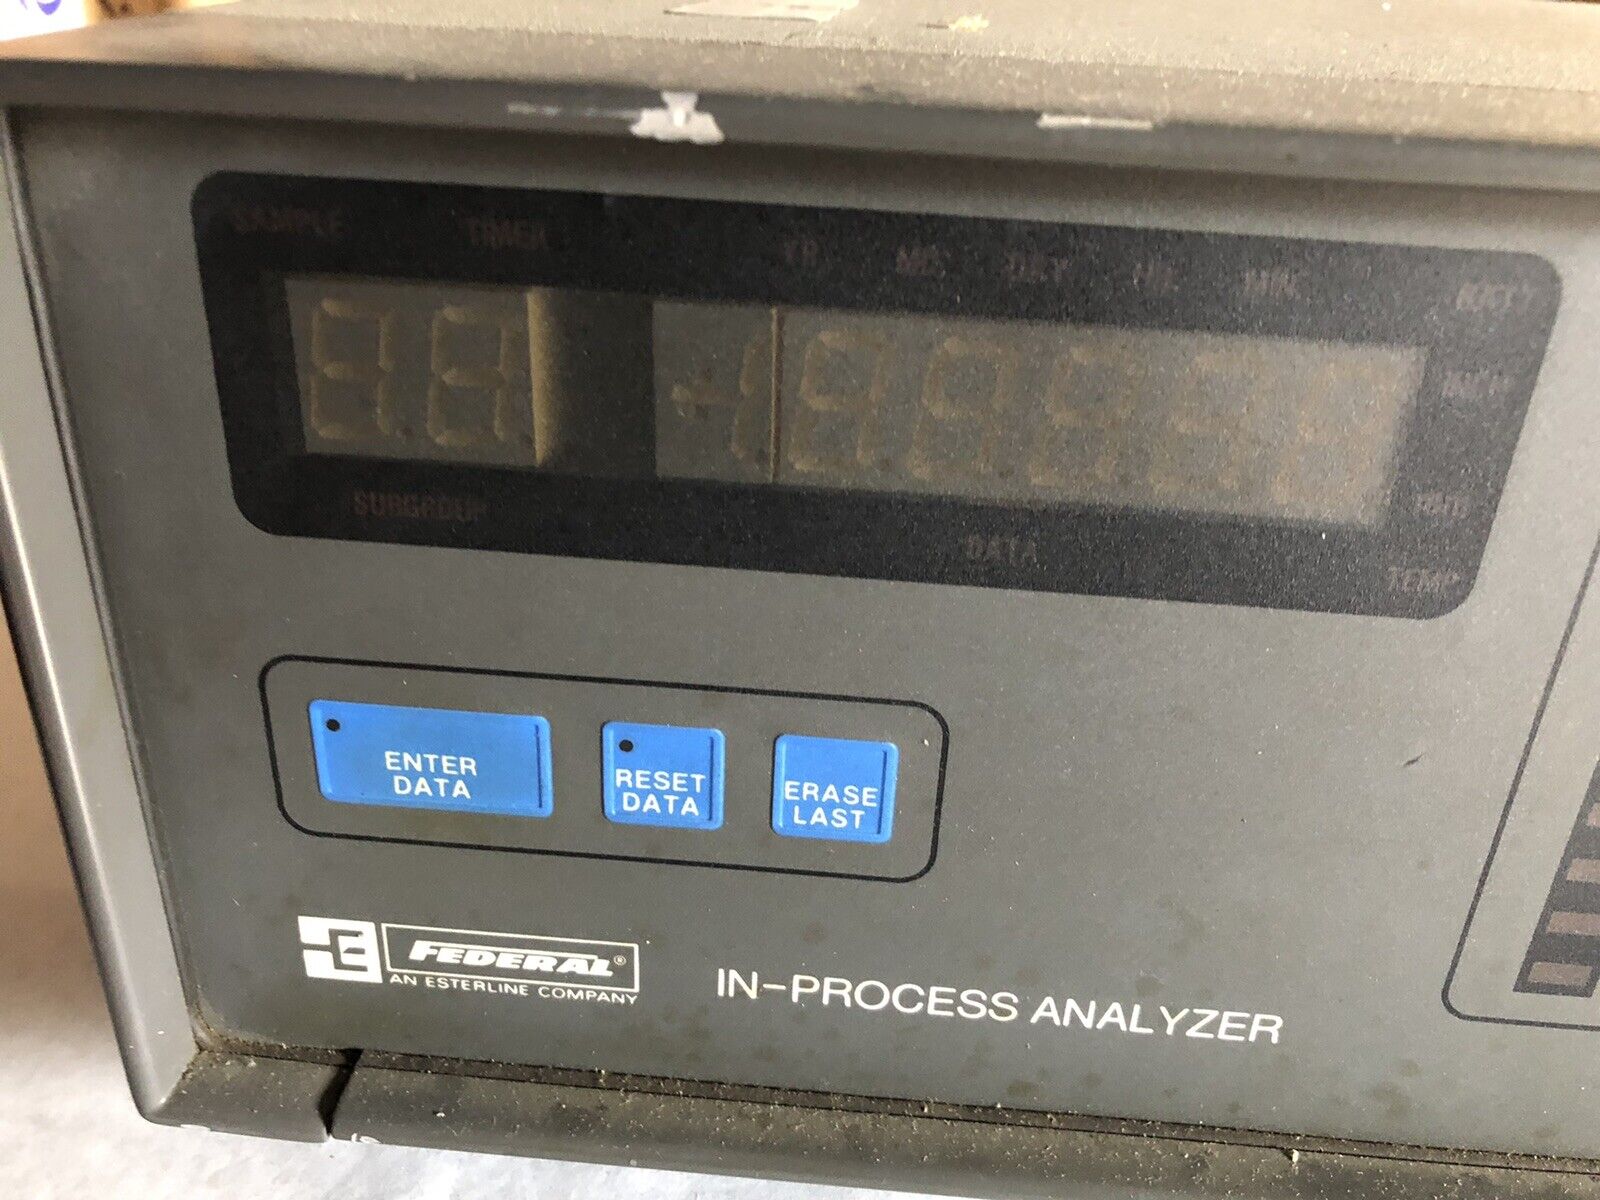 SAMPLE TRACK YR MO DAY HR MIN
SUBGROUP DATA TEMP
ENTER
DATA
RESET
DATA
ERASE
LAST
FEDERAL®
AN ESTERLINE COMPANY
IN-PROCESS ANALYZER